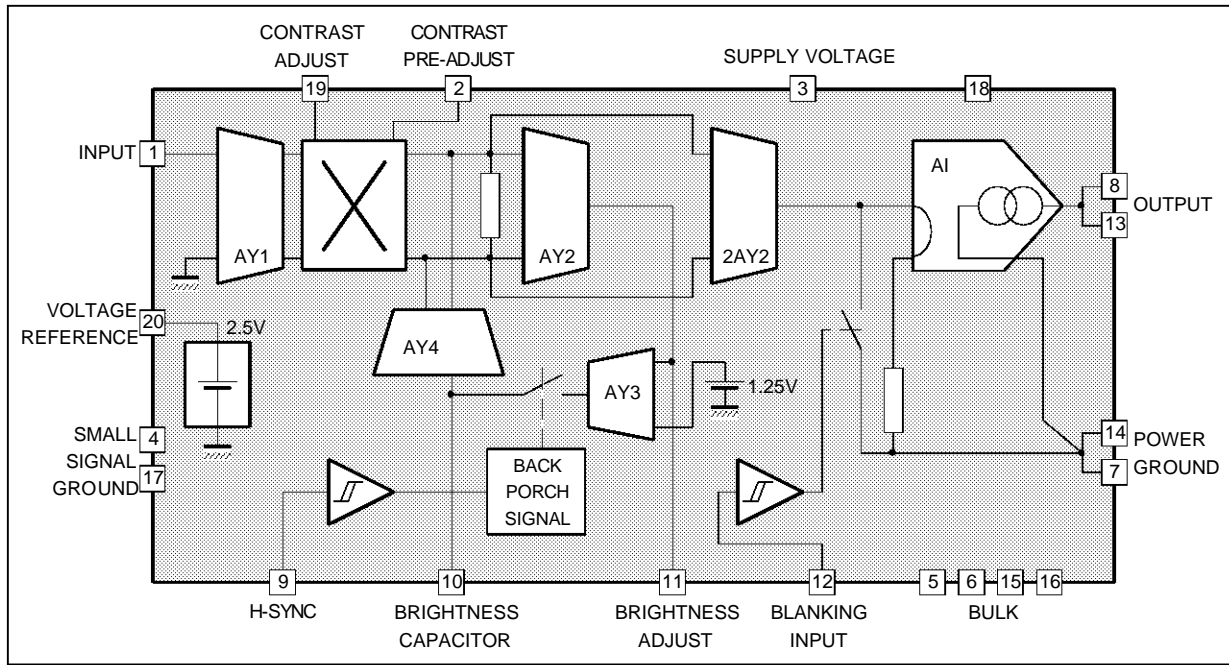 CONTRAST
ADJUST
CONTRAST
PRE-ADJUST
SUPPLY VOLTAGE
19
2
3
18
INPUT
1
AY1
AY2
2AY2
AI
8
OUTPUT
13
VOLTAGE
REFERENCE
20
2.5V
AY4
AY3
1.25V
SMALL
SIGNAL
GROUND
4
17
BACK
PORCH
SIGNAL
14
POWER
GROUND
7
9
10
11
12
5
6
15
16
H-SYNC
BRIGHTNESS
CAPACITOR
BRIGHTNESS
ADJUST
BLANKING
INPUT
BULK